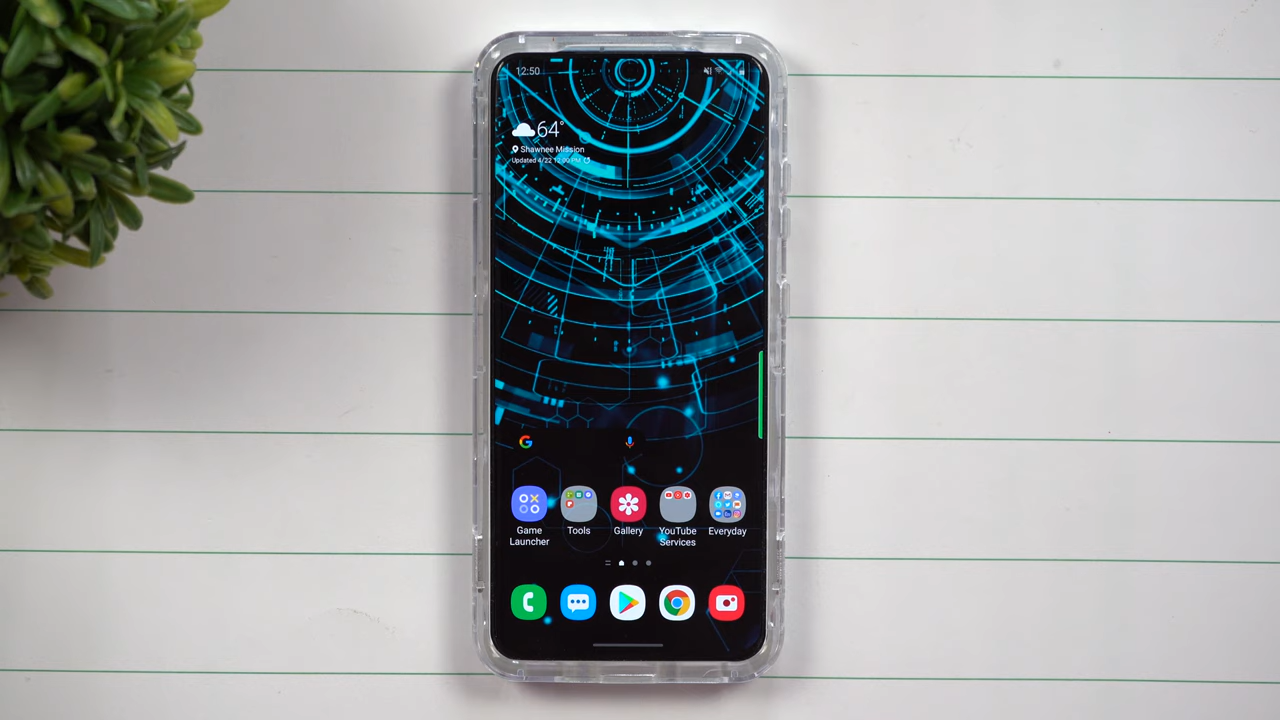 12:50
64°
Shawnee Mission
Updated 4/22 12:00 PM
G
Game Launcher
Tools
Gallery
YouTube Services
Everyday